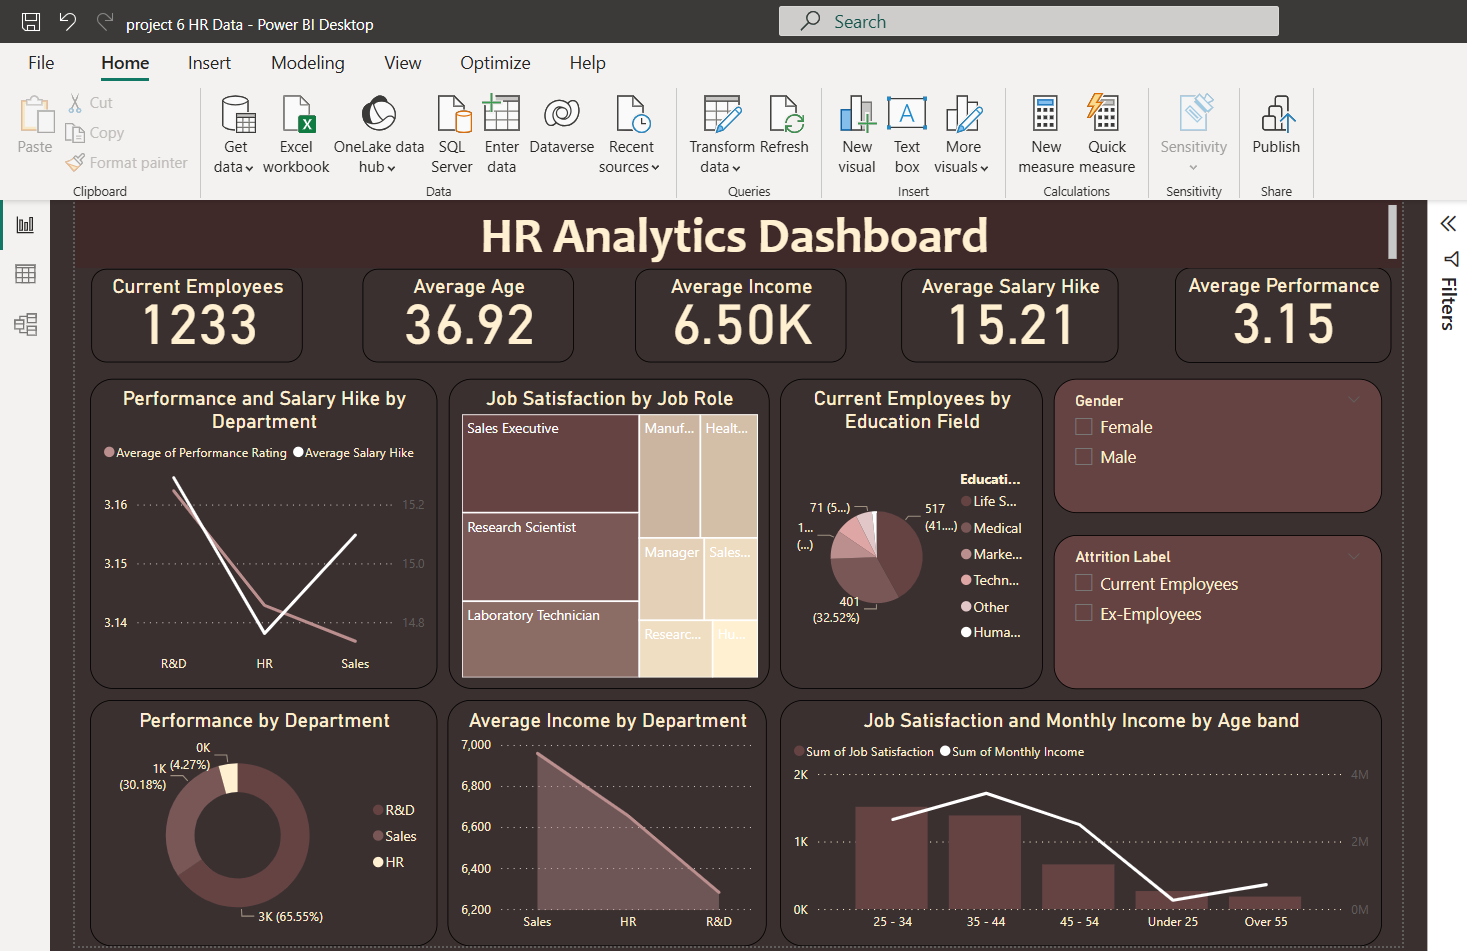 project 6 HR Data - Power BI Desktop
Search
File Home Insert Modeling View Optimize Help
Paste
Cut
Copy
Format painter
Clipboard
Get data
Excel workbook
OneLake data hub
SQL Server
Enter data
Dataverse
Recent sources
Data
Transform data
Refresh
Queries
New visual
Text box
More visuals
Insert
New measure
Quick measure
Calculations
Sensitivity
Sensitivity
Publish
Share
HR Analytics Dashboard
Current Employees
1233
Average Age
36.92
Average Income
6.50K
Average Salary Hike
15.21
Average Performance
3.15
Filters
Performance and Salary Hike by
Department
Average of Performance Rating Average Salary Hike
3.16 15.2
3.15 15.0
3.14 14.8
R&D HR Sales
Job Satisfaction by Job Role
Sales Executive
Research Scientist
Laboratory Technician
Manuf...
Healt...
Manager
Sales...
Researc...
Hu...
Current Employees by
Education Field
71 (5...)
1...
(...)
517
(41....)
401
(32.52%)
Educati...
Life S...
Medical
Marke...
Techn...
Other
Huma...
Gender
Female
Male
Attrition Label
Current Employees
Ex-Employees
Performance by Department
0K
(4.27%)
1K
(30.18%)
3K (65.55%)
R&D
Sales
HR
Average Income by Department
7,000
6,800
6,600
6,400
6,200
Sales HR R&D
Job Satisfaction and Monthly Income by Age band
Sum of Job Satisfaction Sum of Monthly Income
2K 4M
1K 2M
0K 0M
25 - 34 35 - 44 45 - 54 Under 25 Over 55